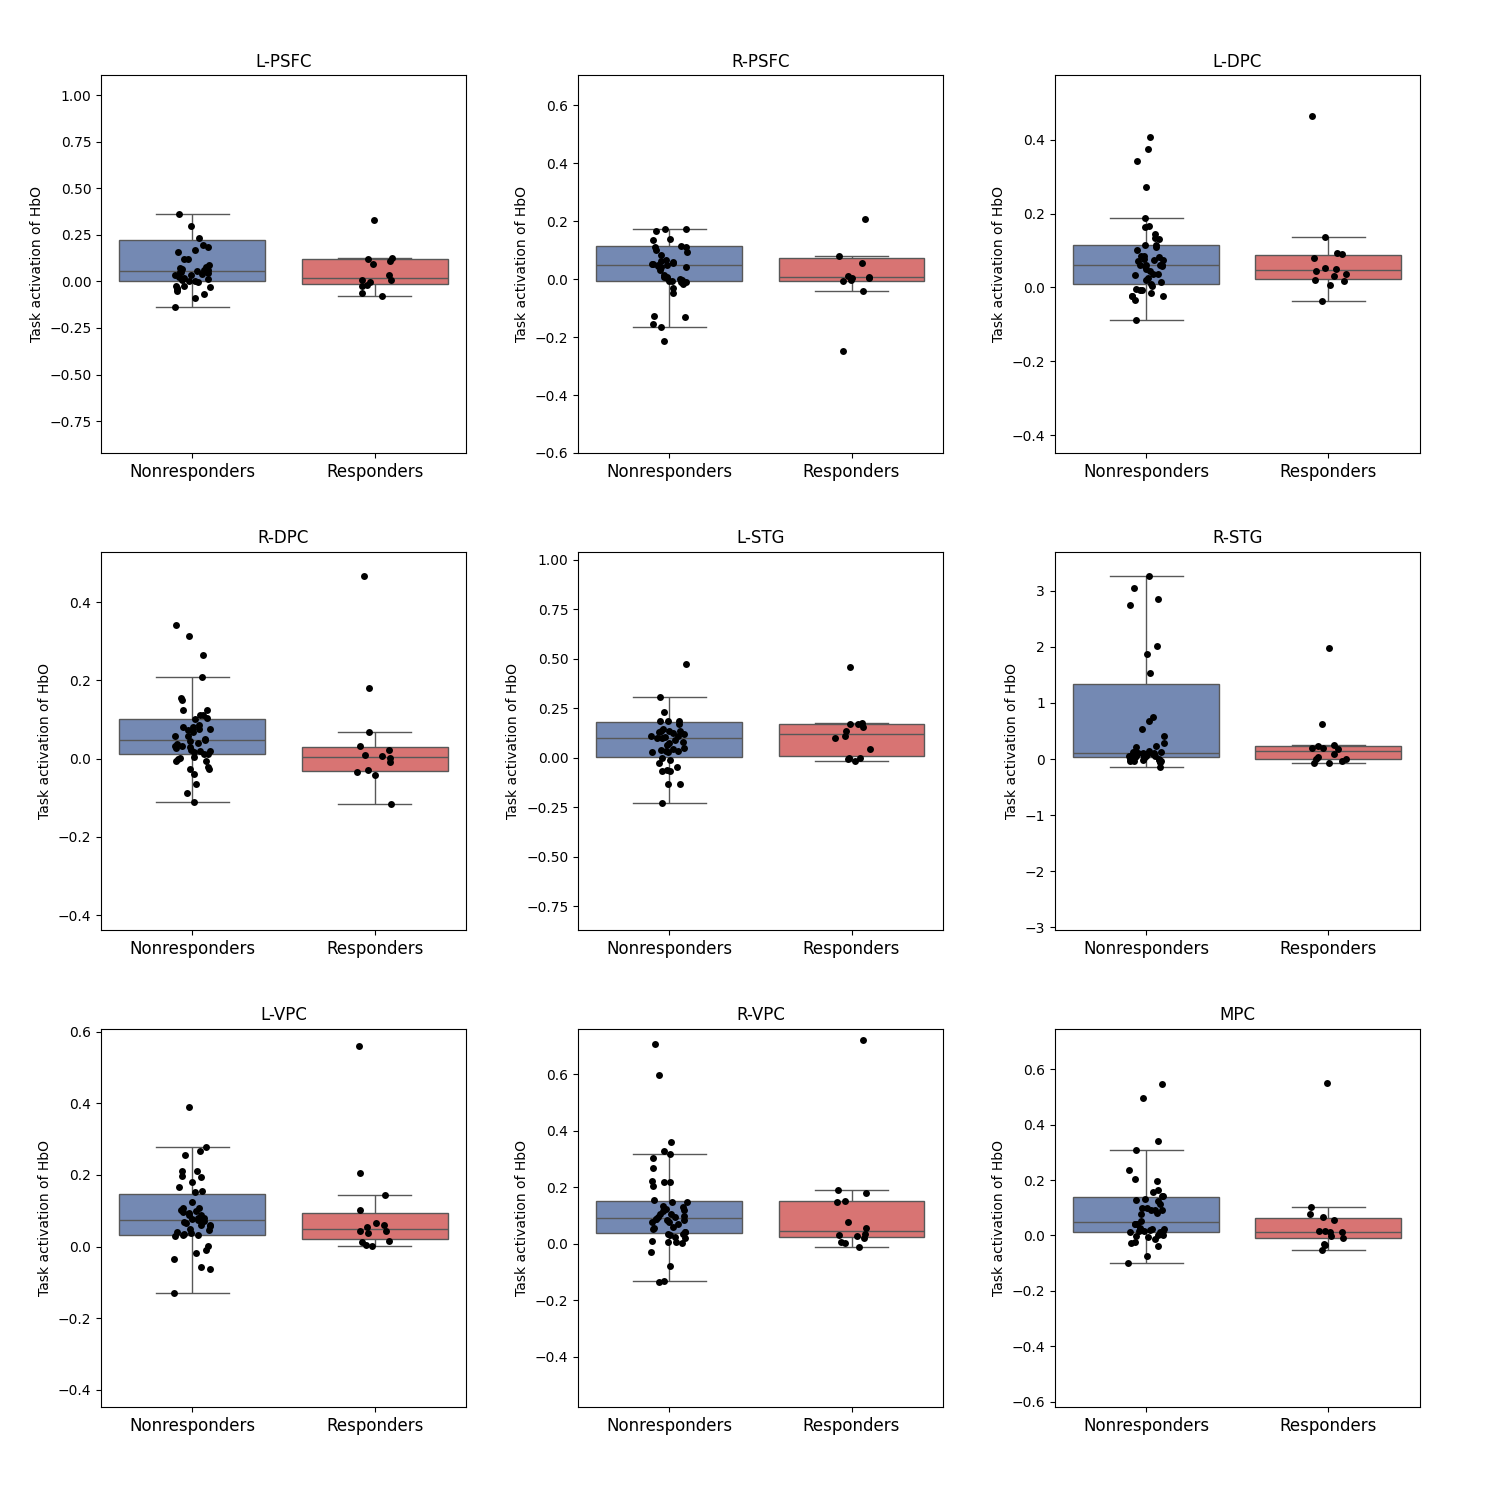 L-PSFC
Task activation of HbO
1.00
0.75
0.50
0.25
0.00
−0.25
−0.50
−0.75
Nonresponders Responders
R-PSFC
Task activation of HbO
0.6
0.4
0.2
0.0
−0.2
−0.4
−0.6
Nonresponders Responders
L-DPC
Task activation of HbO
0.4
0.2
0.0
−0.2
−0.4
Nonresponders Responders
R-DPC
Task activation of HbO
0.4
0.2
0.0
−0.2
−0.4
Nonresponders Responders
L-STG
Task activation of HbO
1.00
0.75
0.50
0.25
0.00
−0.25
−0.50
−0.75
Nonresponders Responders
R-STG
Task activation of HbO
3
2
1
0
−1
−2
−3
Nonresponders Responders
L-VPC
Task activation of HbO
0.6
0.4
0.2
0.0
−0.2
−0.4
Nonresponders Responders
R-VPC
Task activation of HbO
0.6
0.4
0.2
0.0
−0.2
−0.4
Nonresponders Responders
MPC
Task activation of HbO
0.6
0.4
0.2
0.0
−0.2
−0.4
−0.6
Nonresponders Responders